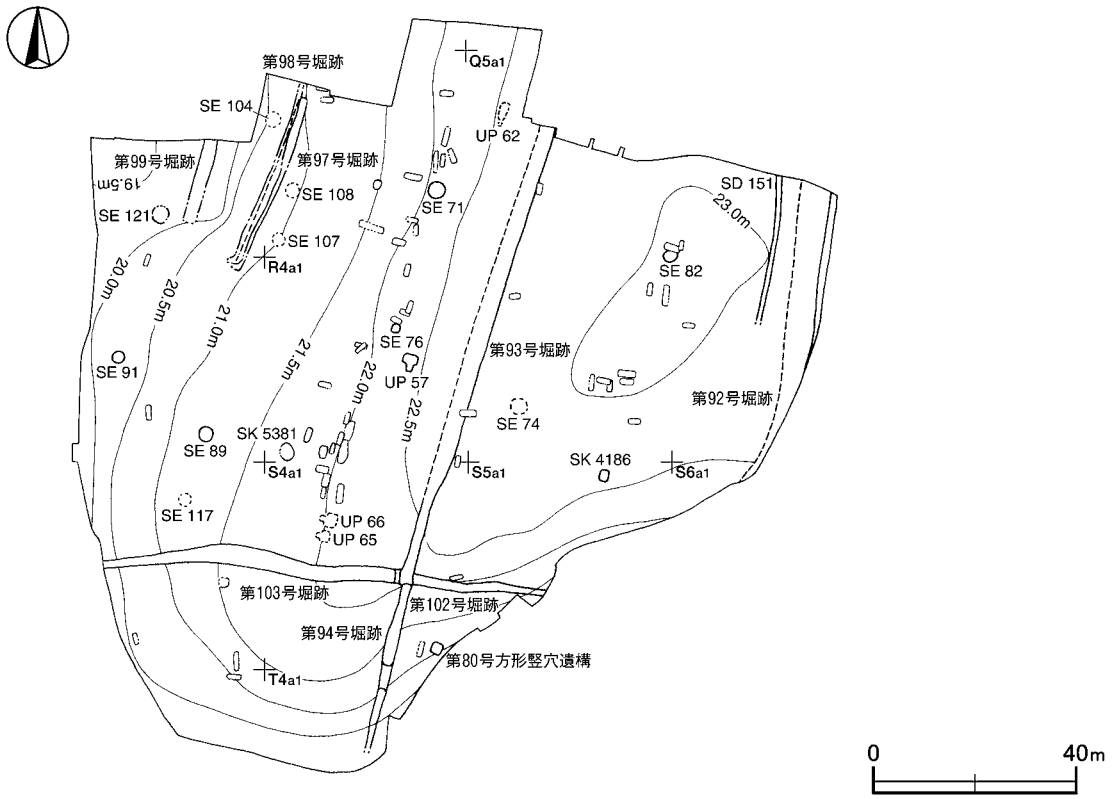 Q5a1
第98号堀跡
SE 104
UP 62
第99号堀跡
第97号堀跡
19.5m
SD 151
SE 108
SE 71
23.0m
SE 121
SE 107
R4a1
SE 82
20.0m
20.5m
21.0m
SE 76
第93号堀跡
21.5m
SE 91
UP 57
22.0m
22.5m
第92号堀跡
SE 74
SK 5381
SE 89
S4a1
S5a1
SK 4186
S6a1
SE 117
UP 66
UP 65
第103号堀跡
第102号堀跡
第94号堀跡
第80号方形竪穴遺構
T4a1
0 40m